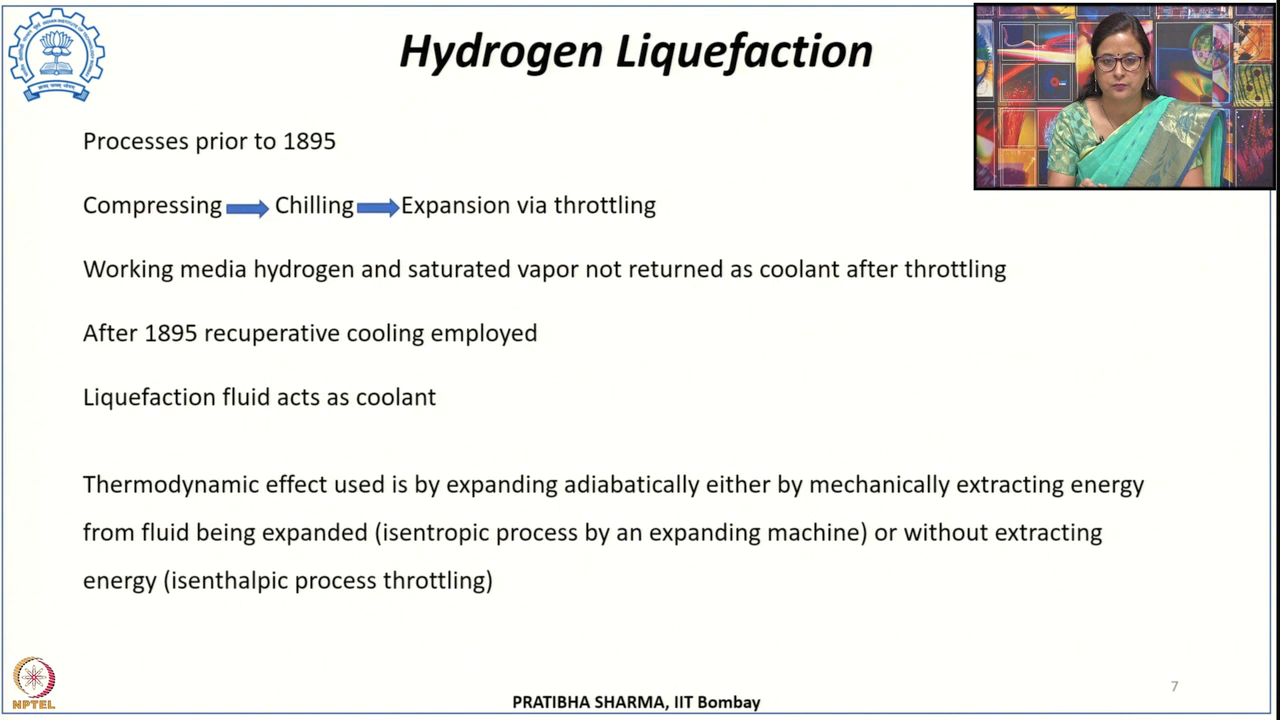 Hydrogen Liquefaction
Processes prior to 1895
Compressing Chilling Expansion via throttling
Working media hydrogen and saturated vapor not returned as coolant after throttling
After 1895 recuperative cooling employed
Liquefaction fluid acts as coolant
Thermodynamic effect used is by expanding adiabatically either by mechanically extracting energy
from fluid being expanded (isentropic process by an expanding machine) or without extracting
energy (isenthalpic process throttling)
NPTEL
PRATIBHA SHARMA, IIT Bombay
7